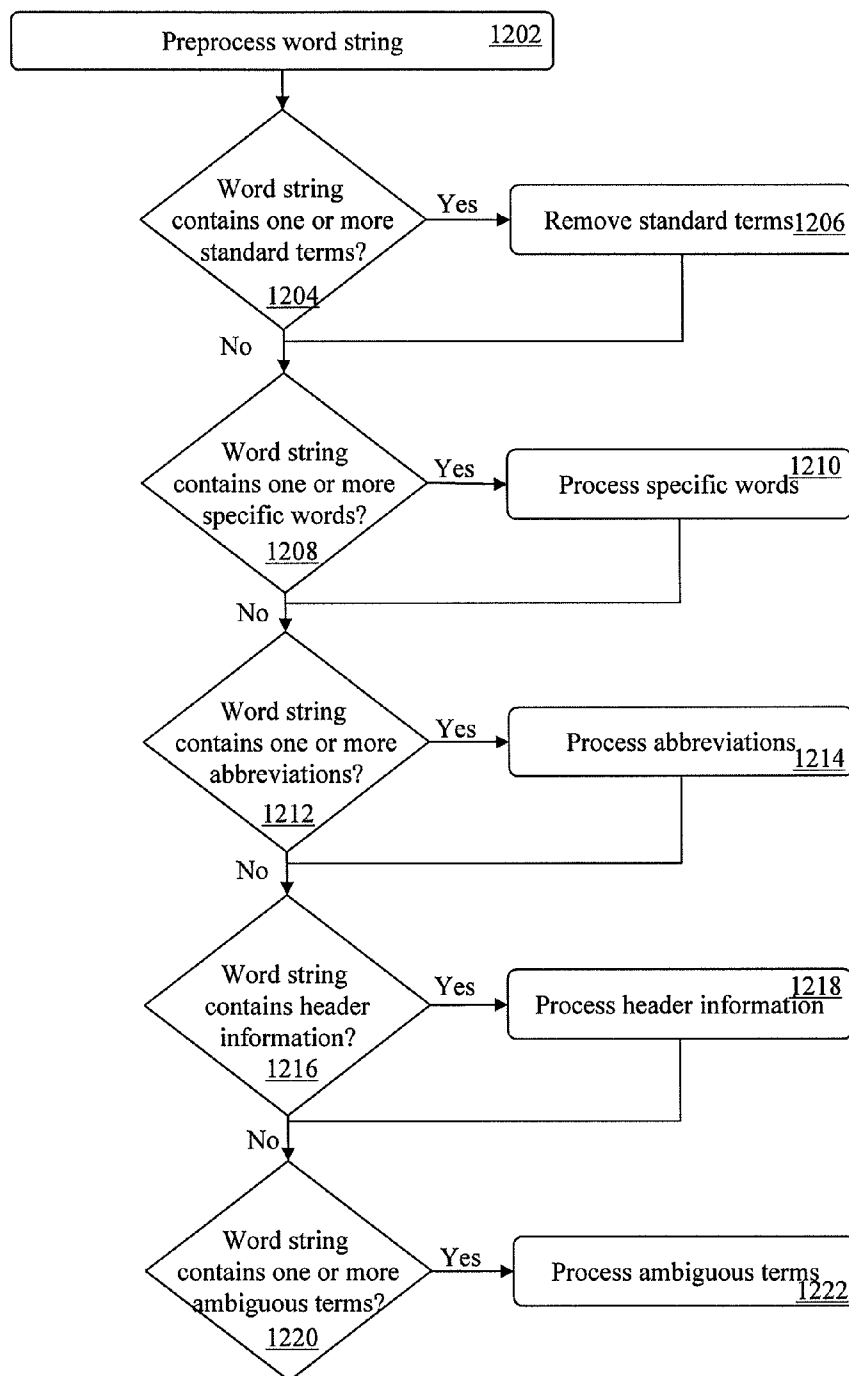 Preprocess word string 1202
Word string
contains one or more
standard terms?
1204
Yes
Remove standard terms 1206
No
Word string
contains one or more
specific words?
1208
Yes
Process specific words 1210
No
Word string
contains one or more
abbreviations?
1212
Yes
Process abbreviations 1214
No
Word string
contains header
information?
1216
Yes
Process header information 1218
No
Word string
contains one or more
ambiguous terms?
1220
Yes
Process ambiguous terms 1222